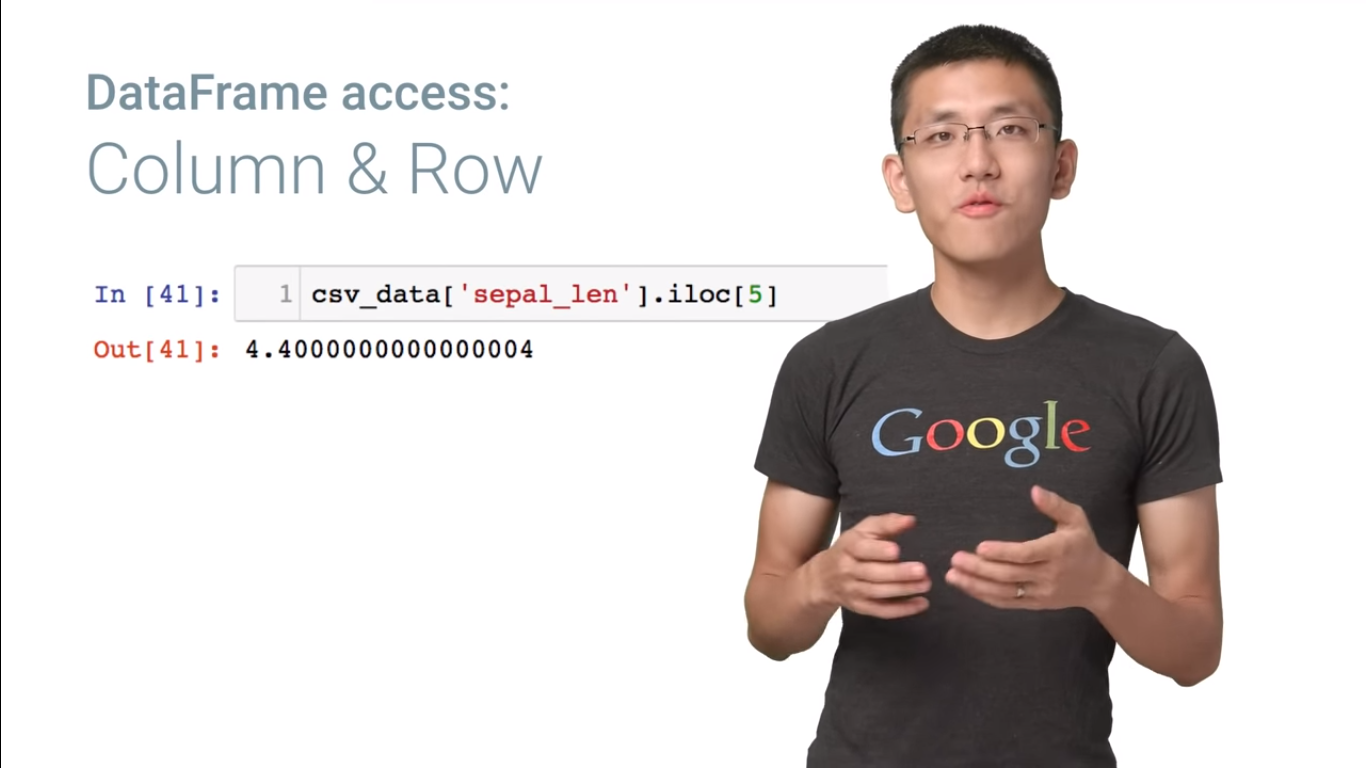 DataFrame access:
Column & Row
In [41]: 1 csv_data['sepal_len'].iloc[5]
Out[41]: 4.4000000000000004
Google